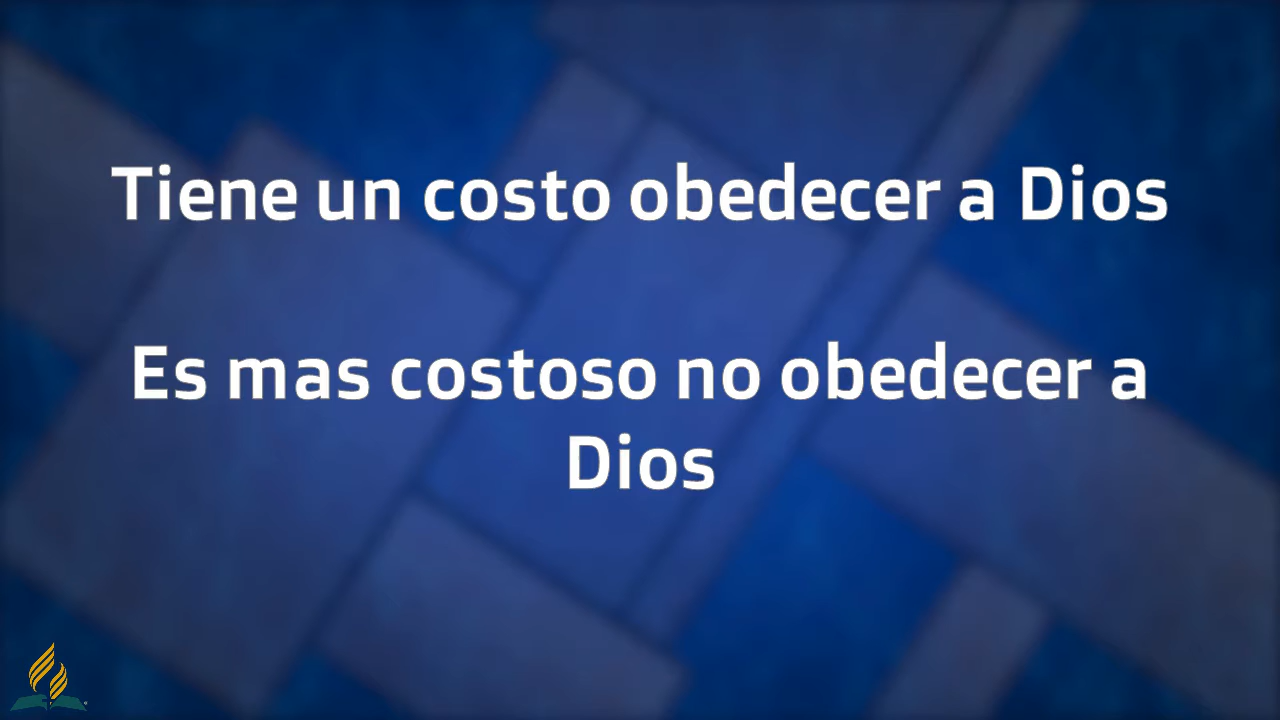 Tiene un costo obedecer a Dios
Es mas costoso no obedecer a
Dios